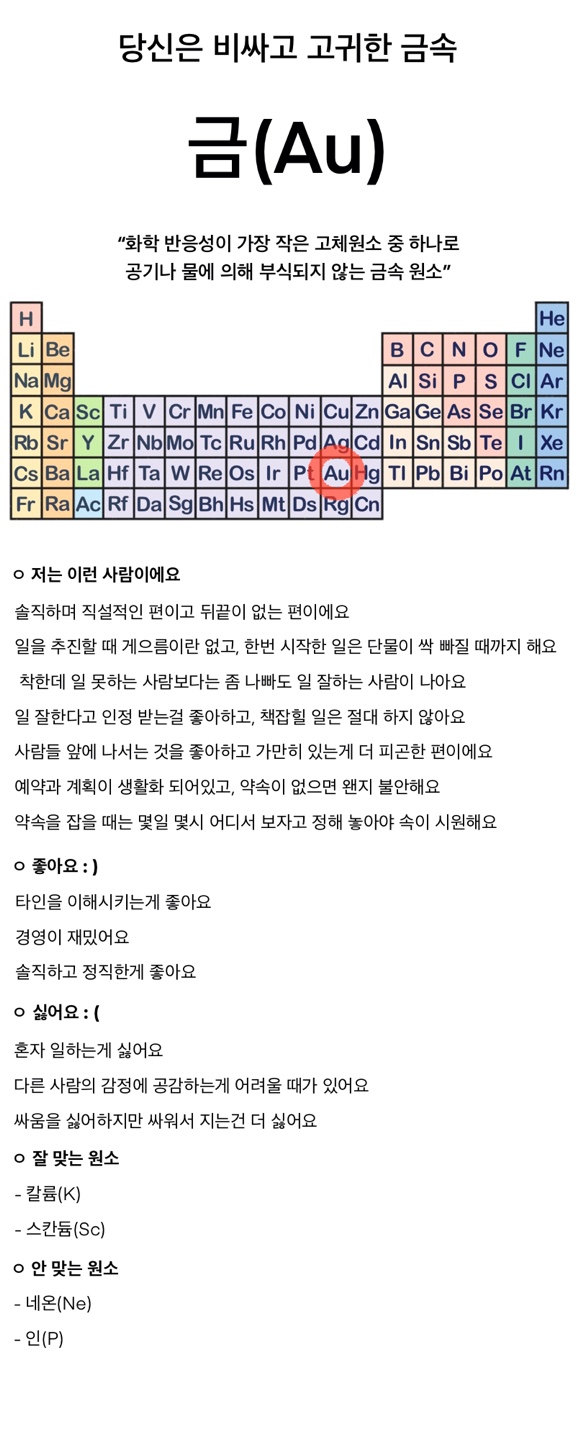 당신은 비싸고 고귀한 금속
금(Au)
“화학 반응성이 가장 작은 고체원소 중 하나로
공기나 물에 의해 부식되지 않는 금속 원소”
H He
Li Be B C N O F Ne
Na Mg Al Si P S Cl Ar
K Ca Sc Ti V Cr Mn Fe Co Ni Cu Zn Ga Ge As Se Br Kr
Rb Sr Y Zr Nb Mo Tc Ru Rh Pd Ag Cd In Sn Sb Te I Xe
Cs Ba La Hf Ta W Re Os Ir Pt Au Hg Tl Pb Bi Po At Rn
Fr Ra Ac Rf Da Sg Bh Hs Mt Ds Rg Cn
ㅇ 저는 이런 사람이에요
솔직하며 직설적인 편이고 뒤끝이 없는 편이에요
일을 추진할 때 게으름이란 없고, 한번 시작한 일은 단물이 싹 빠질 때까지 해요
착한데 일 못하는 사람보다는 좀 나빠도 일 잘하는 사람이 나아요
일 잘한다고 인정 받는걸 좋아하고, 책잡힐 일은 절대 하지 않아요
사람들 앞에 나서는 것을 좋아하고 가만히 있는게 더 피곤한 편이에요
예약과 계획이 생활화 되어있고, 약속이 없으면 왠지 불안해요
약속을 잡을 때는 몇일 몇시 어디서 보자고 정해 놓아야 속이 시원해요
ㅇ 좋아요 : )
타인을 이해시키는게 좋아요
경영이 재밌어요
솔직하고 정직한게 좋아요
ㅇ 싫어요 : (
혼자 일하는게 싫어요
다른 사람의 감정에 공감하는게 어려울 때가 있어요
싸움을 싫어하지만 싸워서 지는건 더 싫어요
ㅇ 잘 맞는 원소
- 칼륨(K)
- 스칸듐(Sc)
ㅇ 안 맞는 원소
- 네온(Ne)
- 인(P)